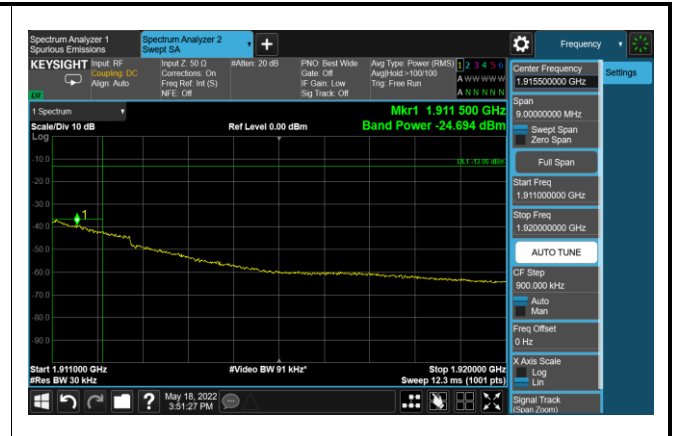 Spectrum Analyzer 1
Spurious Emissions
Spectrum Analyzer 2
Swept SA
+
Frequency
KEYSIGHT
Input: RF
Coupling: DC
Align: Auto
Input Z: 50 Ω
Corrections: On
Freq Ref: Int (S)
NFE: Off
#Atten: 20 dB
PNO: Best Wide
Gate: Off
IF Gain: Low
Sig Track: Off
Avg Type: Power (RMS)
Avg|Hold:>100/100
Trig: Free Run
1 2 3 4 5 6
A W W W W W
A N N N N N
1 Spectrum
Scale/Div 10 dB
Log
Ref Level 0.00 dBm
Mkr1 1.911 500 GHz
Band Power -24.694 dBm
DL1 -13.00 dBm
-10.0
-20.0
-30.0
-40.0
-50.0
-60.0
-70.0
-80.0
-90.0
1
Start 1.911000 GHz
#Res BW 30 kHz
#Video BW 91 kHz*
Stop 1.920000 GHz
Sweep 12.3 ms (1001 pts)
May 18, 2022
3:51:27 PM
?
Center Frequency
1.915500000 GHz
Settings
Span
9.00000000 MHz
Swept Span
Zero Span
Full Span
Start Freq
1.911000000 GHz
Stop Freq
1.920000000 GHz
AUTO TUNE
CF Step
900.000 kHz
Auto
Man
Freq Offset
0 Hz
X Axis Scale
Log
Lin
Signal Track
(Span Zoom)